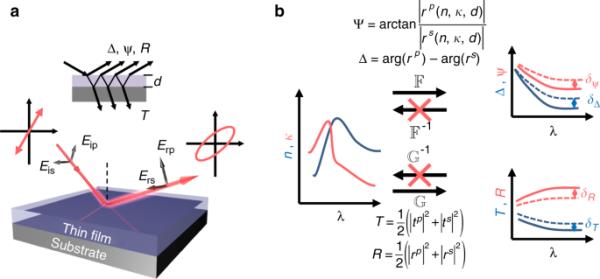 a
Δ, ψ, R
d
T
E_ip
E_is
E_rp
E_rs
Thin film
Substrate
b
Ψ = arctan |r^p(n, κ, d)| / |r^s(n, κ, d)|
Δ = arg(r^p) − arg(r^s)
𝔽
𝔽^-1
𝔾^-1
𝔾
T = 1/2(|t^p|^2 + |t^s|^2)
R = 1/2(|r^p|^2 + |r^s|^2)
n, κ
λ
Δ, ψ
δ_ψ
δ_Δ
λ
T, R
δ_R
δ_T
λ